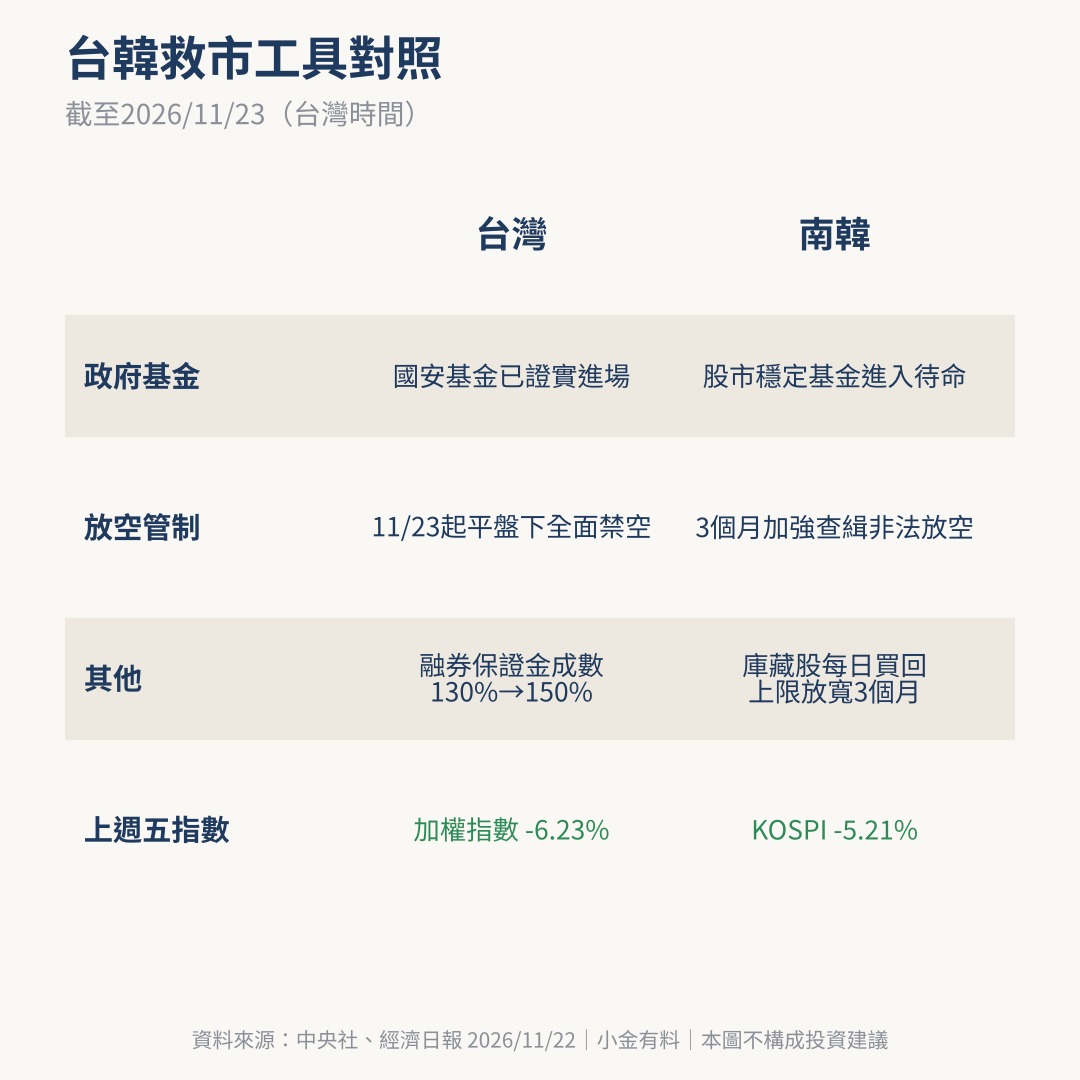 台韓救市工具對照
截至2026/11/23（台灣時間）
台灣 南韓
政府基金 國安基金已證實進場 股市穩定基金進入待命
放空管制 11/23起平盤下全面禁空 3個月加強查緝非法放空
其他 融券保證金成數 庫藏股每日買回
130%→150% 上限放寬3個月
上週五指數 加權指數 -6.23% KOSPI -5.21%
資料來源：中央社、經濟日報 2026/11/22｜小金有料｜本圖不構成投資建議